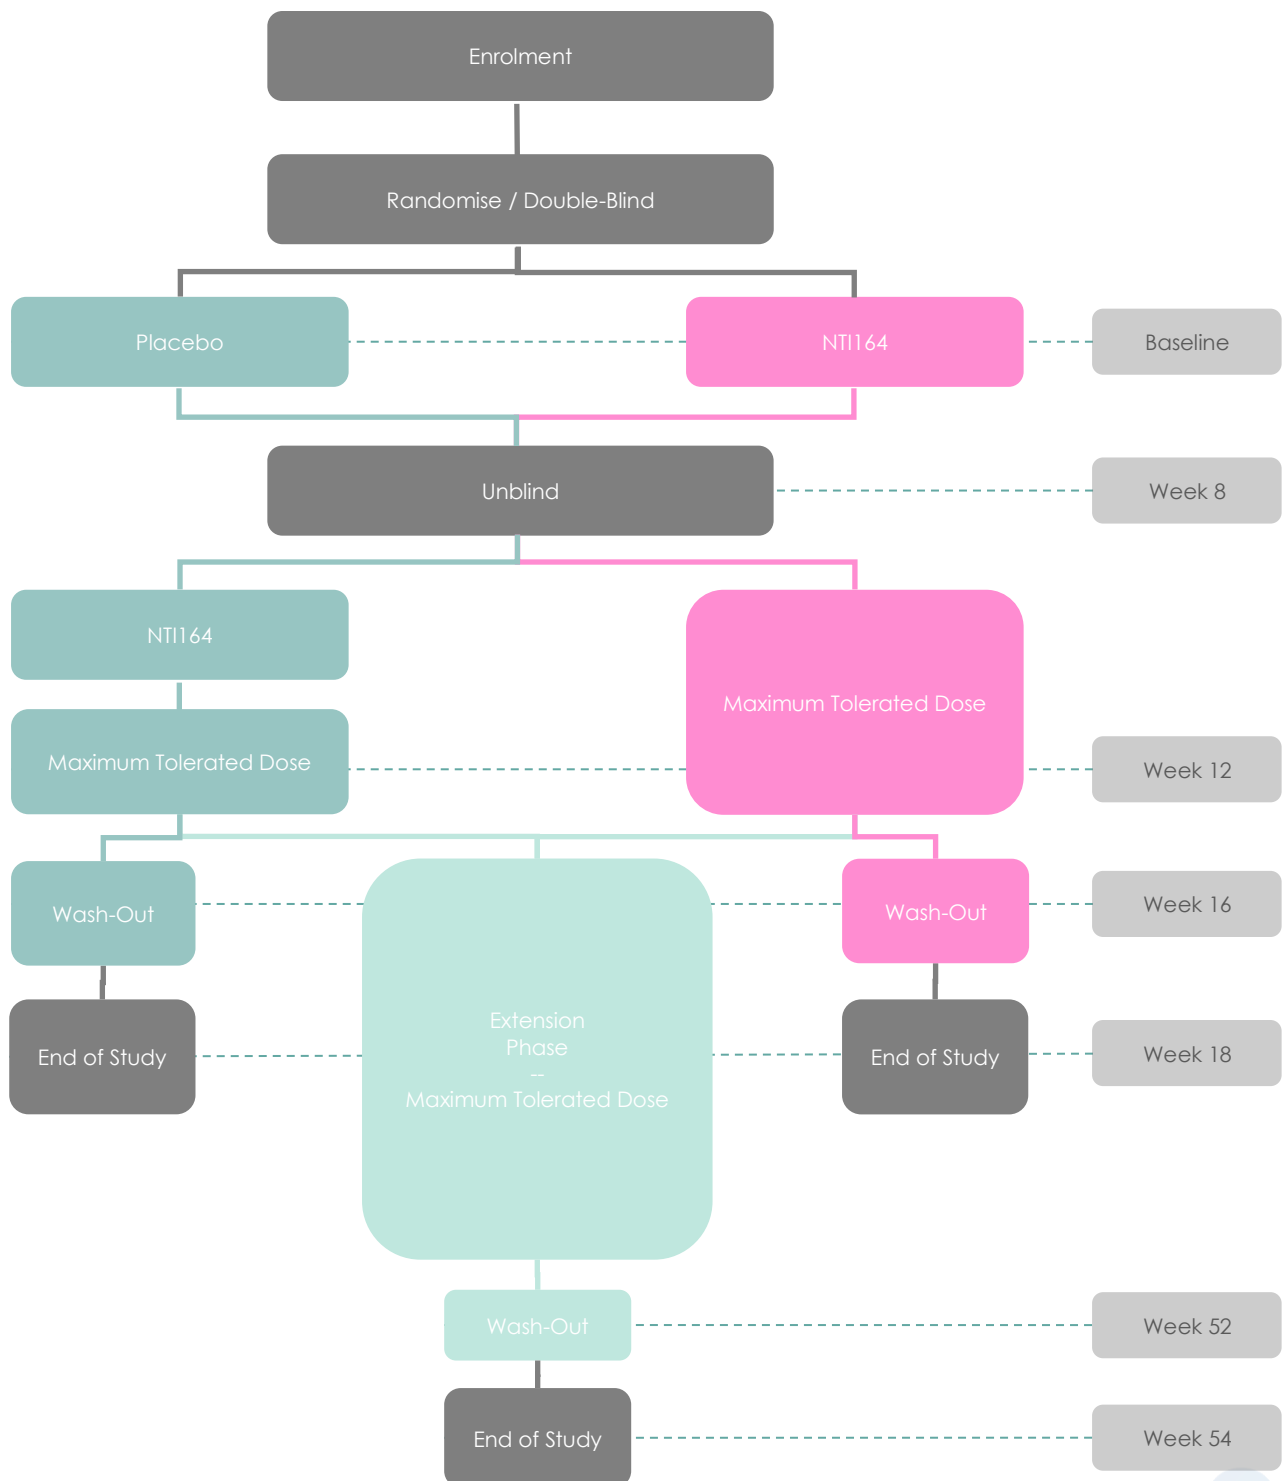 Enrolment
Randomise / Double-Blind
Placebo
NTI164
Baseline
Unblind
Week 8
NTI164
Maximum Tolerated Dose
Maximum Tolerated Dose
Week 12
Wash-Out
Wash-Out
Week 16
End of Study
Extension
Phase
--
Maximum Tolerated Dose
End of Study
Week 18
Wash-Out
Week 52
End of Study
Week 54